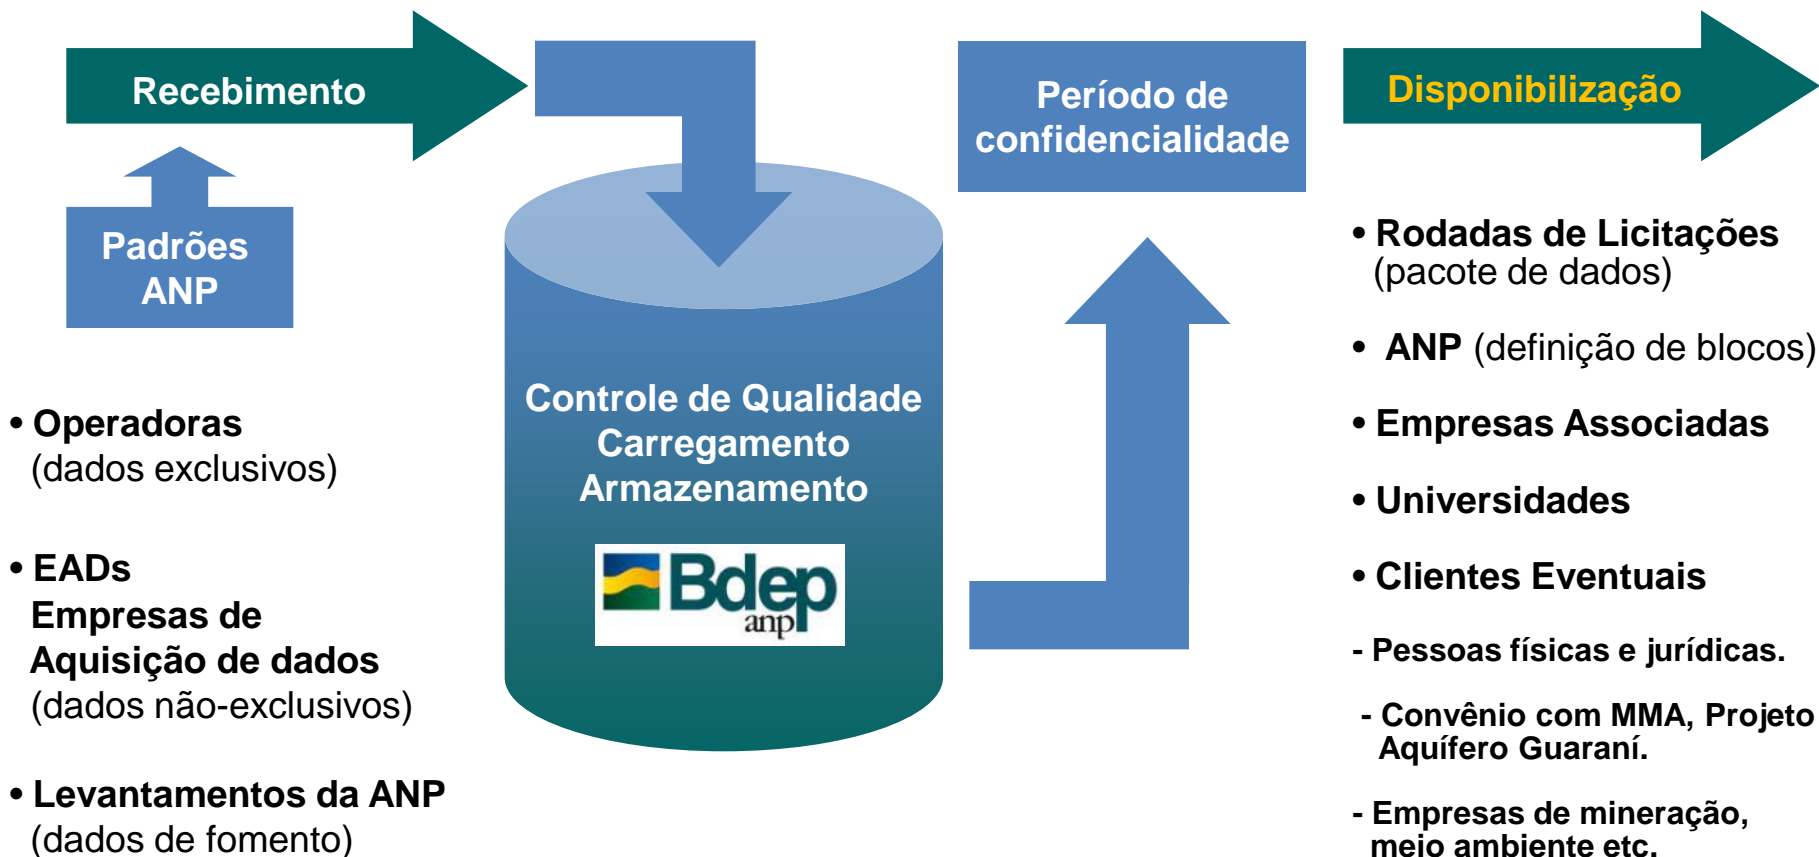 Recebimento
Padrões
ANP
• Operadoras
(dados exclusivos)
• EADs
Empresas de
Aquisição de dados
(dados não-exclusivos)
• Levantamentos da ANP
(dados de fomento)
Controle de Qualidade
Carregamento
Armazenamento
Bdep
anp
Período de
confidencialidade
Disponibilização
• Rodadas de Licitações
(pacote de dados)
• ANP (definição de blocos)
• Empresas Associadas
• Universidades
• Clientes Eventuais
- Pessoas físicas e jurídicas.
- Convênio com MMA, Projeto
Aquífero Guaraní.
- Empresas de mineração,
meio ambiente etc.